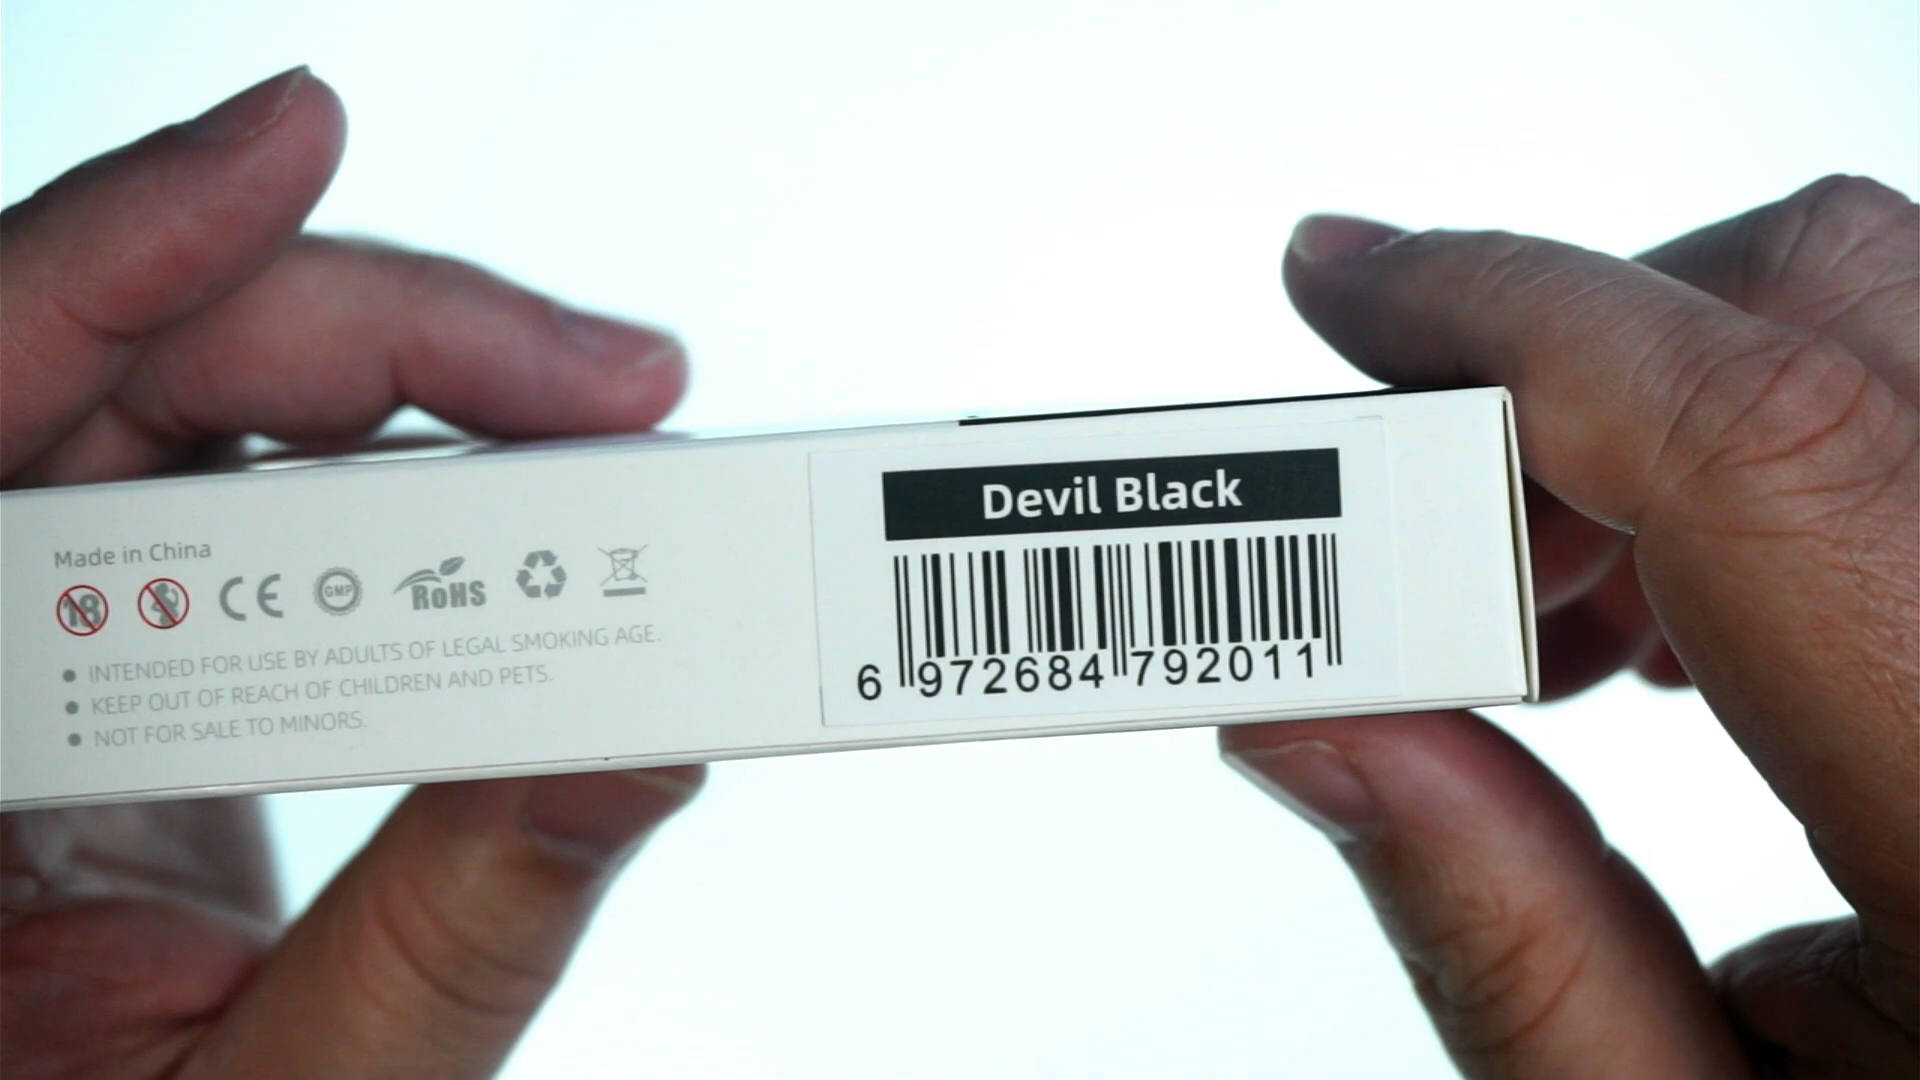 Made in China
18
CE
GMP
RoHS
● INTENDED FOR USE BY ADULTS OF LEGAL SMOKING AGE.
● KEEP OUT OF REACH OF CHILDREN AND PETS.
● NOT FOR SALE TO MINORS.
Devil Black
6 972684 792011